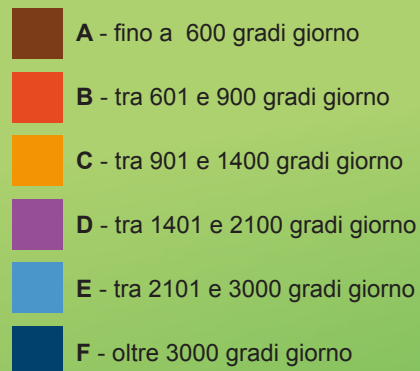 A - fino a 600 gradi giorno
B - tra 601 e 900 gradi giorno
C - tra 901 e 1400 gradi giorno
D - tra 1401 e 2100 gradi giorno
E - tra 2101 e 3000 gradi giorno
F - oltre 3000 gradi giorno